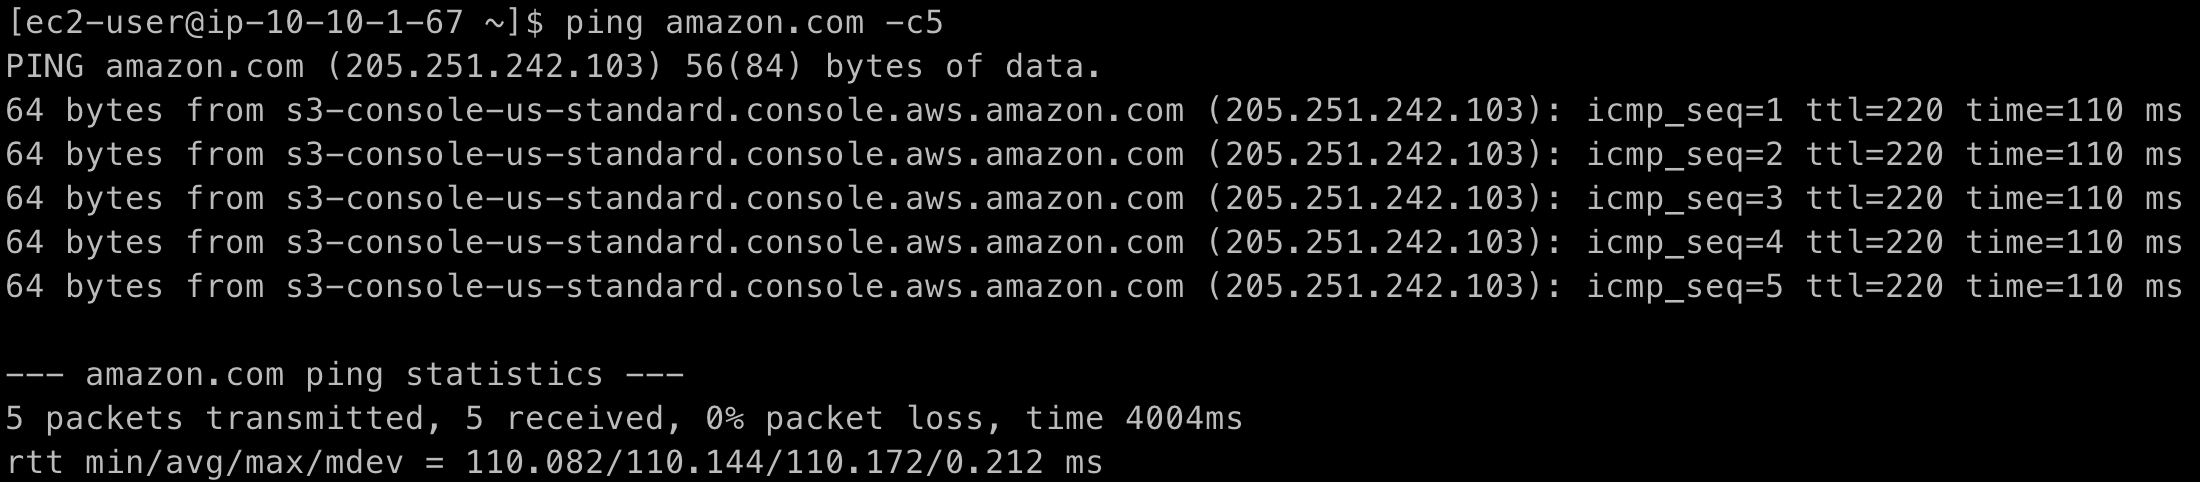 [ec2-user@ip-10-10-1-67 ~]$ ping amazon.com -c5
PING amazon.com (205.251.242.103) 56(84) bytes of data.
64 bytes from s3-console-us-standard.console.aws.amazon.com (205.251.242.103): icmp_seq=1 ttl=220 time=110 ms
64 bytes from s3-console-us-standard.console.aws.amazon.com (205.251.242.103): icmp_seq=2 ttl=220 time=110 ms
64 bytes from s3-console-us-standard.console.aws.amazon.com (205.251.242.103): icmp_seq=3 ttl=220 time=110 ms
64 bytes from s3-console-us-standard.console.aws.amazon.com (205.251.242.103): icmp_seq=4 ttl=220 time=110 ms
64 bytes from s3-console-us-standard.console.aws.amazon.com (205.251.242.103): icmp_seq=5 ttl=220 time=110 ms
--- amazon.com ping statistics ---
5 packets transmitted, 5 received, 0% packet loss, time 4004ms
rtt min/avg/max/mdev = 110.082/110.144/110.172/0.212 ms